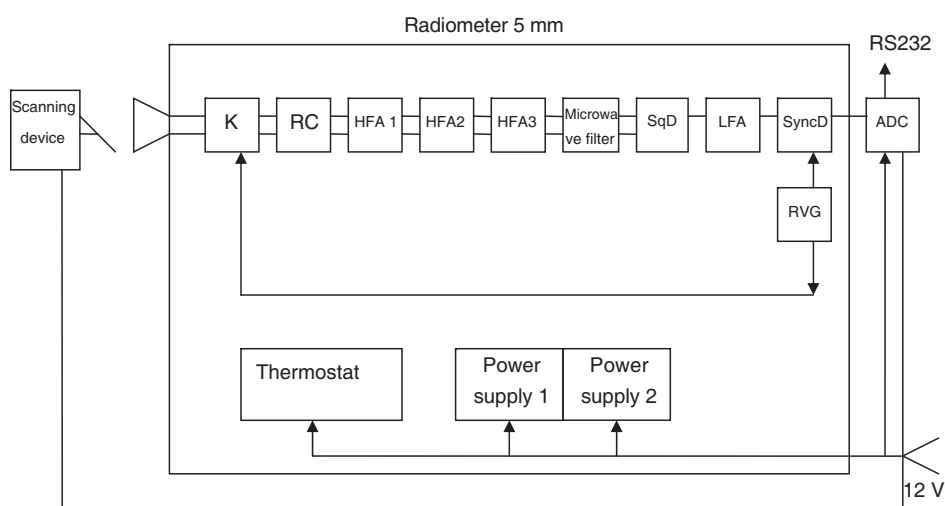 Radiometer 5 mm
RS232
Scanning
device
K
RC
HFA 1
HFA2
HFA3
Microwa
ve filter
SqD
LFA
SyncD
ADC
RVG
Thermostat
Power
supply 1
Power
supply 2
12 V